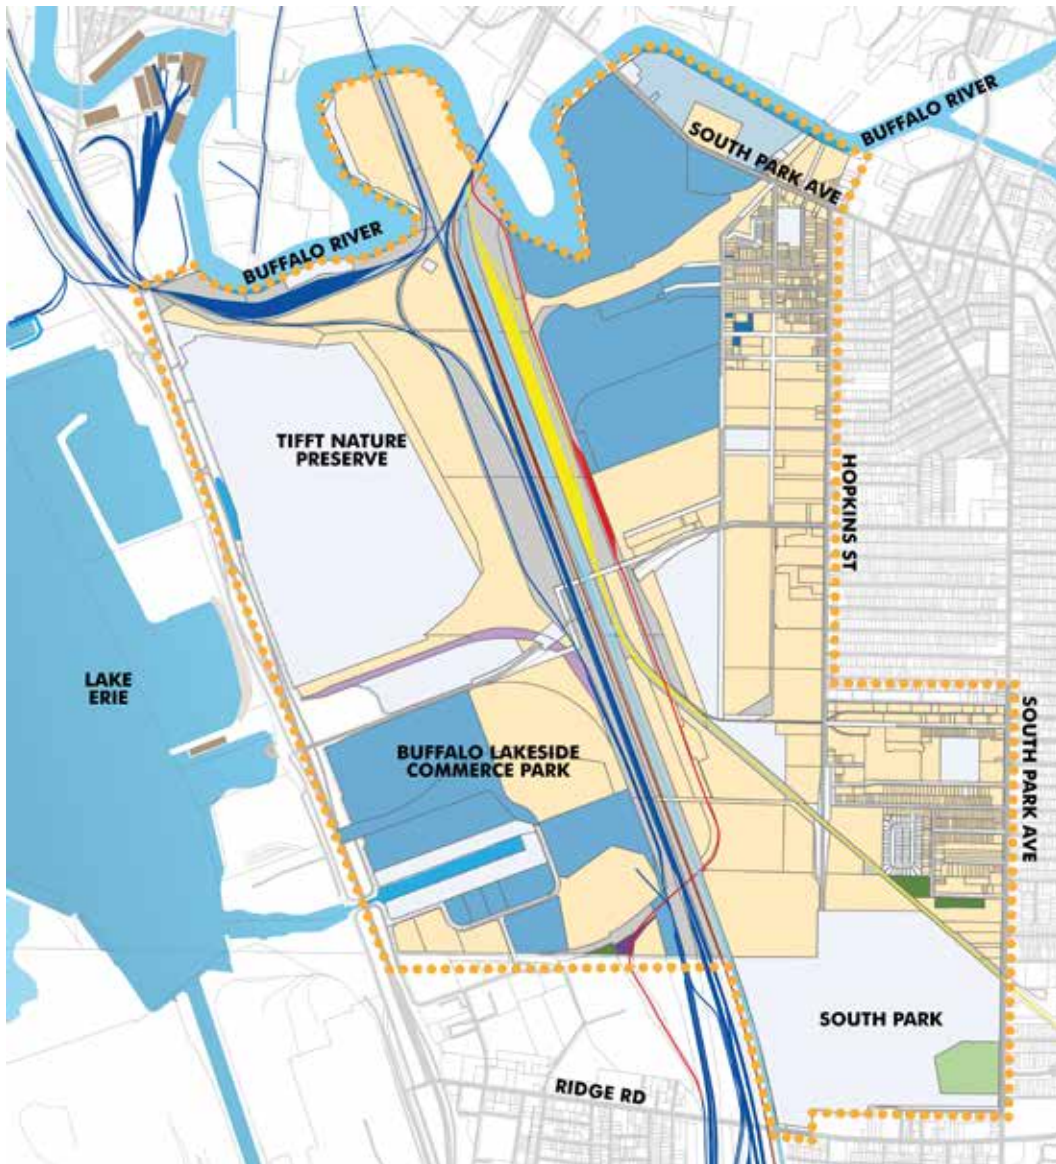 BUFFALO RIVER
SOUTH PARK AVE
BUFFALO RIVER
TIFFT NATURE
PRESERVE
HOPKINS ST
LAKE
ERIE
SOUTH PARK AVE
BUFFALO LAKESIDE
COMMERCE PARK
SOUTH PARK
RIDGE RD